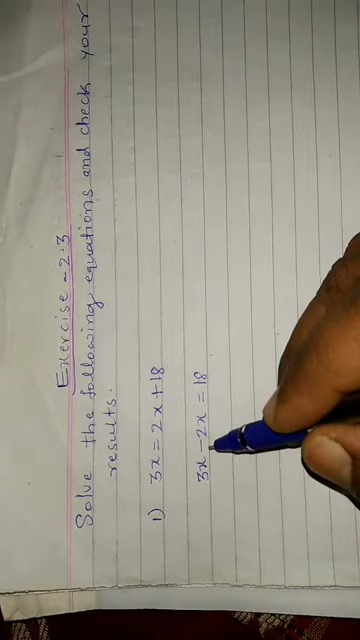 Exercise - 2.3
Solve the following equations and check your
results.
1) 3x = 2x + 18
3x - 2x = 18